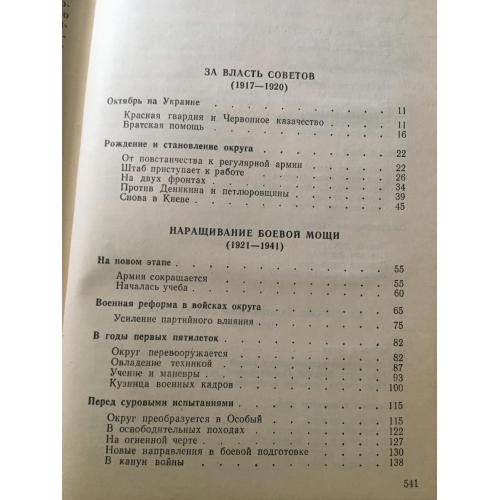 ЗА ВЛАСТЬ СОВЕТОВ
(1917—1920)
Октябрь на Украине . . . . . . . . . 11
Красная гвардия и Червонное казачество . . . 11
Братская помощь . . . . . . . . . 16
Рождение и становление округа . . . . . . 22
От повстанчества к регулярной армии . . . . 22
Штаб приступает к работе . . . . . . . 26
На двух фронтах . . . . . . . . . 34
Против Деникина и петлюровщины . . . . . 39
Снова в Киеве . . . . . . . . . . 45
НАРАЩИВАНИЕ БОЕВОЙ МОЩИ
(1921—1941)
На новом этапе . . . . . . . . . . 55
Армия сокращается . . . . . . . . 55
Началась учеба . . . . . . . . . 60
Военная реформа в войсках округа . . . . . 65
Усиление партийного влияния . . . . . . 75
В годы первых пятилеток . . . . . . . 82
Округ перевооружается . . . . . . . 82
Овладение техникой . . . . . . . . 87
Учение и маневры . . . . . . . . 93
Кузница военных кадров . . . . . . . 100
Перед суровыми испытаниями . . . . . . 115
Округ преобразуется в Особый . . . . . 115
В освободительных походах . . . . . . 122
На огненной черте . . . . . . . . 127
Новые направления в боевой подготовке . . . 130
В канун войны . . . . . . . . . 138
541